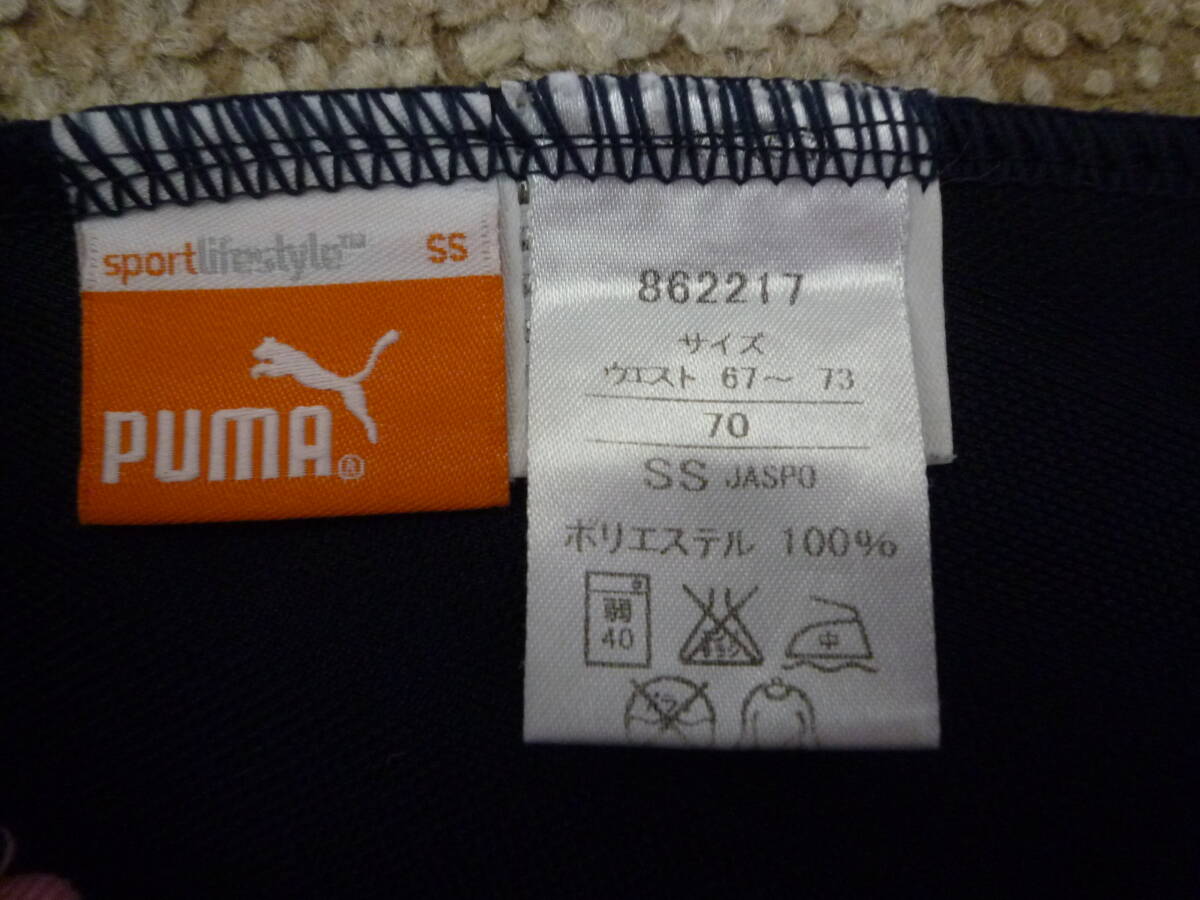 sportlifestyle™ SS
PUMA®
862217
サイズ
ウエスト 67～ 73
70
SS JASPO
ポリエステル 100%
弱
40
中